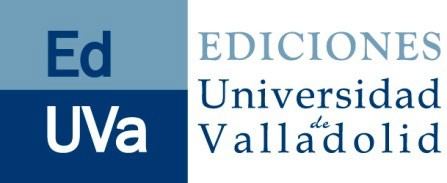 Ed
UVa
EDICIONES
Universidad
de
Valladolid